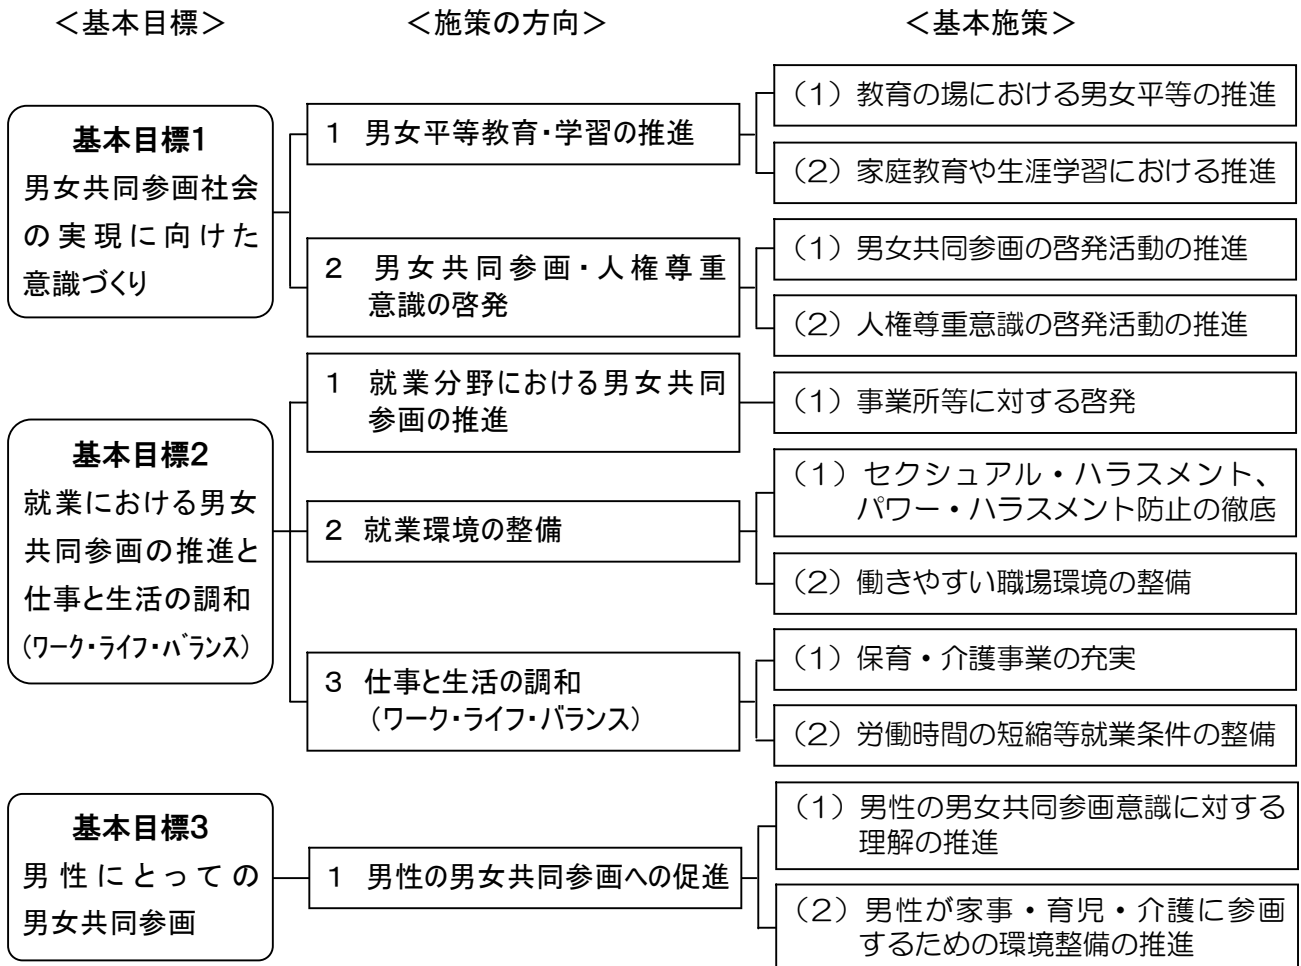 ＜基本目標＞　＜施策の方向＞　＜基本施策＞
基本目標1
男女共同参画社会
の実現に向けた
意識づくり
1　男女平等教育・学習の推進
（1）教育の場における男女平等の推進
（2）家庭教育や生涯学習における推進
2　男女共同参画・人権尊重
意識の啓発
（1）男女共同参画の啓発活動の推進
（2）人権尊重意識の啓発活動の推進
基本目標2
就業における男女
共同参画の推進と
仕事と生活の調和
（ワーク・ライフ・バランス）
1　就業分野における男女共同
参画の推進
（1）事業所等に対する啓発
2　就業環境の整備
（1）セクシュアル・ハラスメント、
パワー・ハラスメント防止の徹底
（2）働きやすい職場環境の整備
3　仕事と生活の調和
（ワーク・ライフ・バランス）
（1）保育・介護事業の充実
（2）労働時間の短縮等就業条件の整備
基本目標3
男性にとっての
男女共同参画
1　男性の男女共同参画への促進
（1）男性の男女共同参画意識に対する
理解の推進
（2）男性が家事・育児・介護に参画
するための環境整備の推進